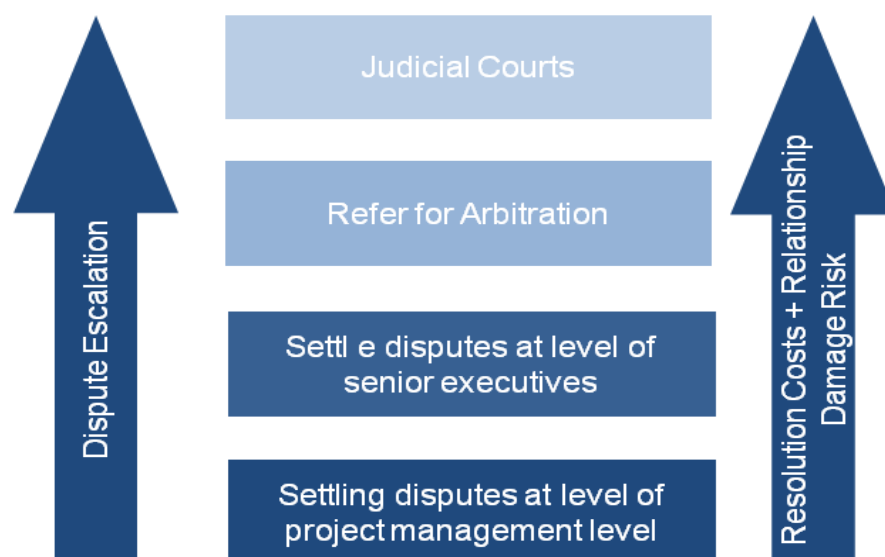 Judicial Courts
Refer for Arbitration
Settl e disputes at level of
senior executives
Settling disputes at level of
project management level
Dispute Escalation
Resolution Costs + Relationship
Damage Risk